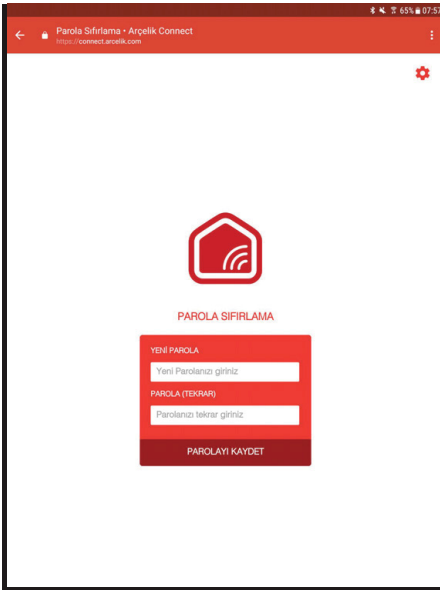 65% 07:57
Parola Sıfırlama • Arçelik Connect
https://connect.arcelik.com
PAROLA SIFIRLAMA
YENİ PAROLA
Yeni Parolanızı giriniz
PAROLA (TEKRAR)
Parolanızı tekrar giriniz
PAROLAYI KAYDET